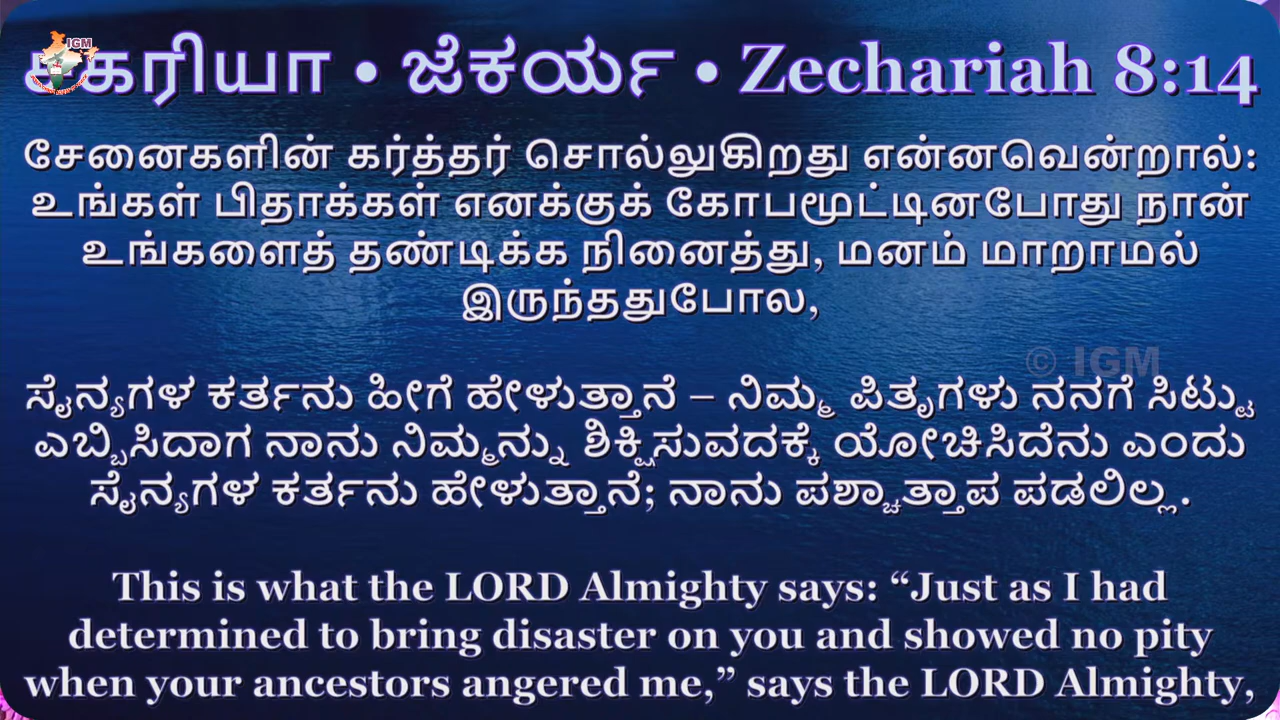 சகரியா • ಜೆಕರ್ಯ • Zechariah 8:14
IGM
சேனைகளின் கர்த்தர் சொல்லுகிறது என்னவென்றால்:
உங்கள் பிதாக்கள் எனக்குக் கோபமூட்டினபோது நான்
உங்களைத் தண்டிக்க நினைத்து, மனம் மாறாமல்
இருந்ததுபோல,
© IGM
ಸೈನ್ಯಗಳ ಕರ್ತನು ಹೀಗೆ ಹೇಳುತ್ತಾನೆ – ನಿಮ್ಮ ಪಿತೃಗಳು ನನಗೆ ಸಿಟ್ಟು
ಎಬ್ಬಿಸಿದಾಗ ನಾನು ನಿಮ್ಮನ್ನು ಶಿಕ್ಷಿಸುವದಕ್ಕೆ ಯೋಚಿಸಿದೆನು ಎಂದು
ಸೈನ್ಯಗಳ ಕರ್ತನು ಹೇಳುತ್ತಾನೆ; ನಾನು ಪಶ್ಚಾತ್ತಾಪ ಪಡಲಿಲ್ಲ.
This is what the LORD Almighty says: “Just as I had
determined to bring disaster on you and showed no pity
when your ancestors angered me,” says the LORD Almighty,